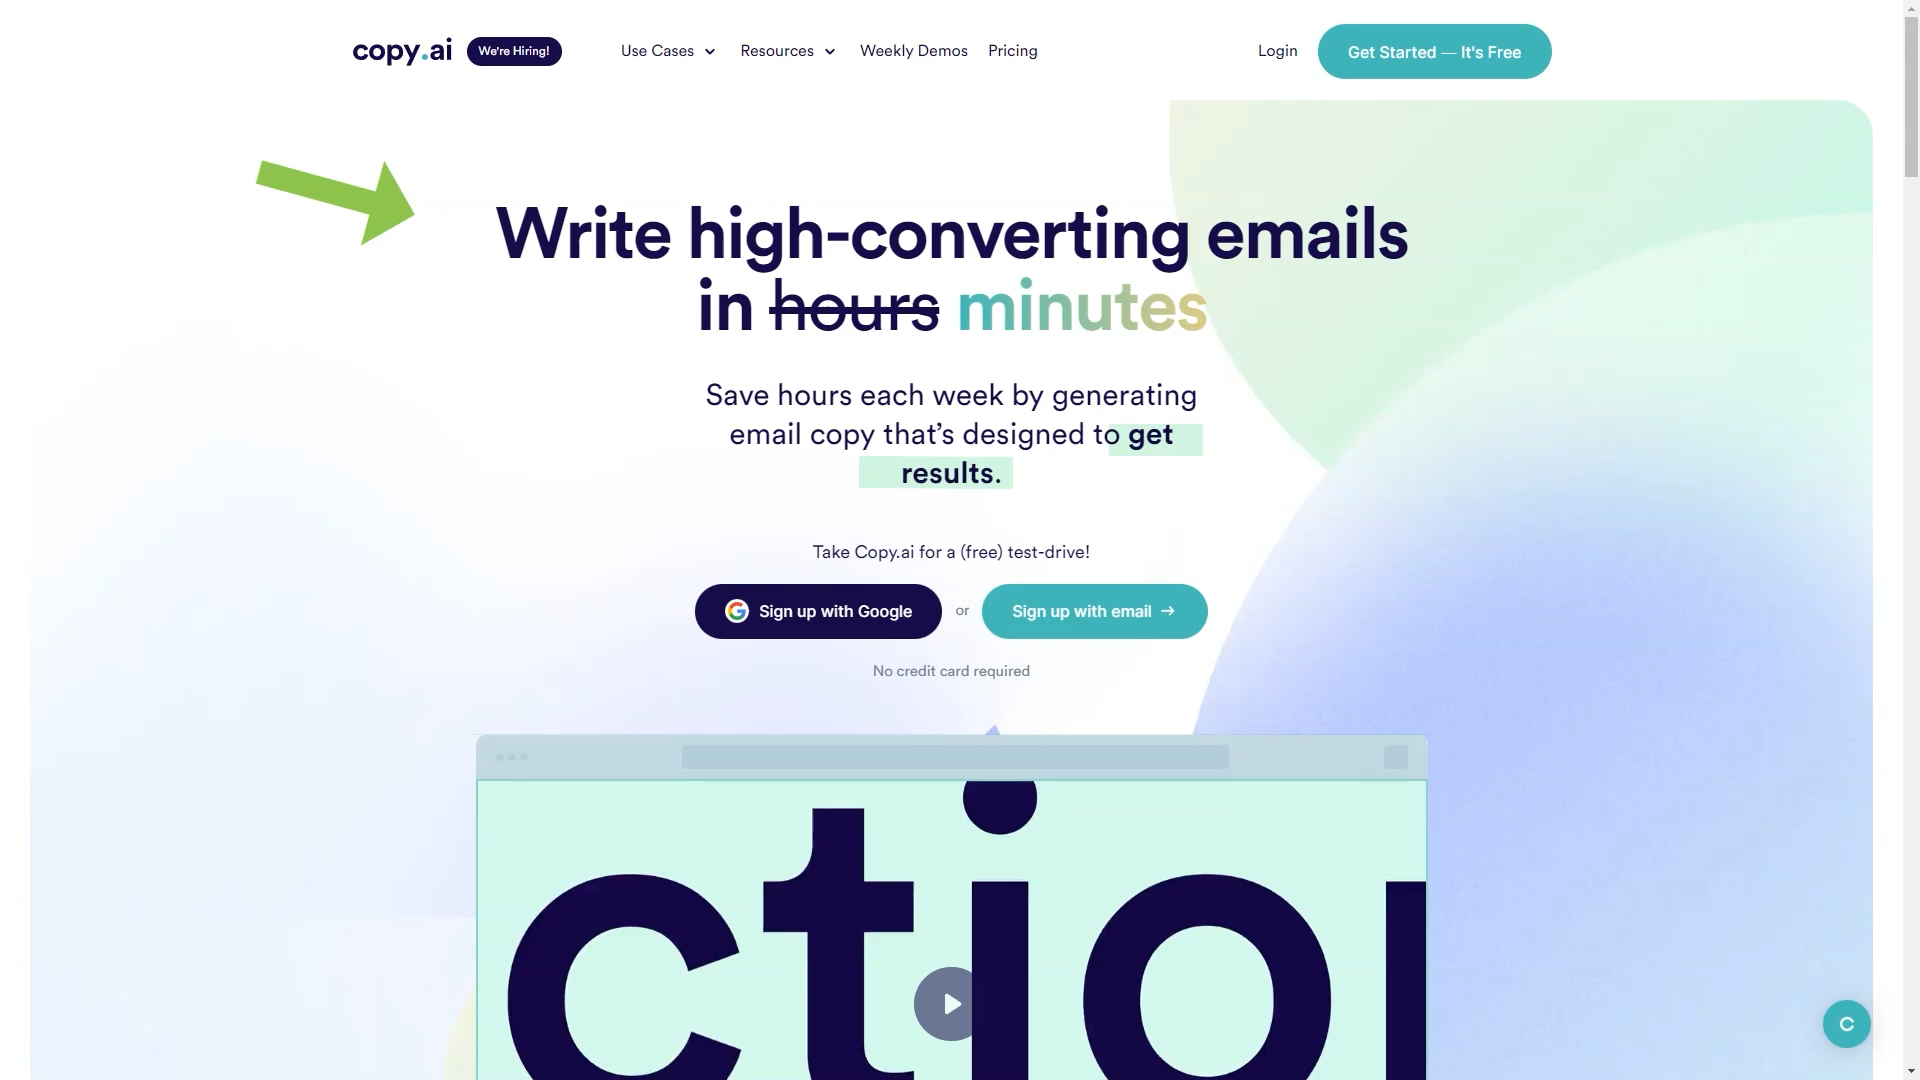 copy.ai
We're Hiring!
Use Cases
Resources
Weekly Demos
Pricing
Login
Get Started — It's Free
Write high-converting emails
in hours minutes
Save hours each week by generating
email copy that’s designed to get
results.
Take Copy.ai for a (free) test-drive!
Sign up with Google
or
Sign up with email →
No credit card required
ctio